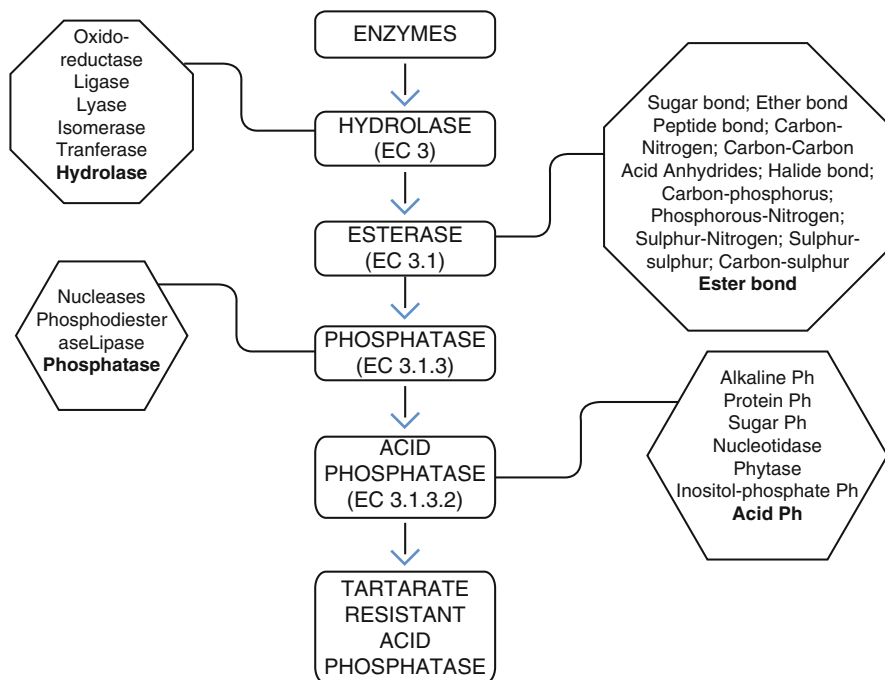 ENZYMES
Oxido-
reductase
Ligase
Lyase
Isomerase
Tranferase
Hydrolase
HYDROLASE
(EC 3)
Sugar bond; Ether bond
Peptide bond; Carbon-
Nitrogen; Carbon-Carbon
Acid Anhydrides; Halide bond;
Carbon-phosphorus;
Phosphorous-Nitrogen;
Sulphur-Nitrogen; Sulphur-
sulphur; Carbon-sulphur
Ester bond
ESTERASE
(EC 3.1)
Nucleases
Phosphodiester
aseLipase
Phosphatase
PHOSPHATASE
(EC 3.1.3)
Alkaline Ph
Protein Ph
Sugar Ph
Nucleotidase
Phytase
Inositol-phosphate Ph
Acid Ph
ACID
PHOSPHATASE
(EC 3.1.3.2)
TARTARATE
RESISTANT
ACID
PHOSPHATASE